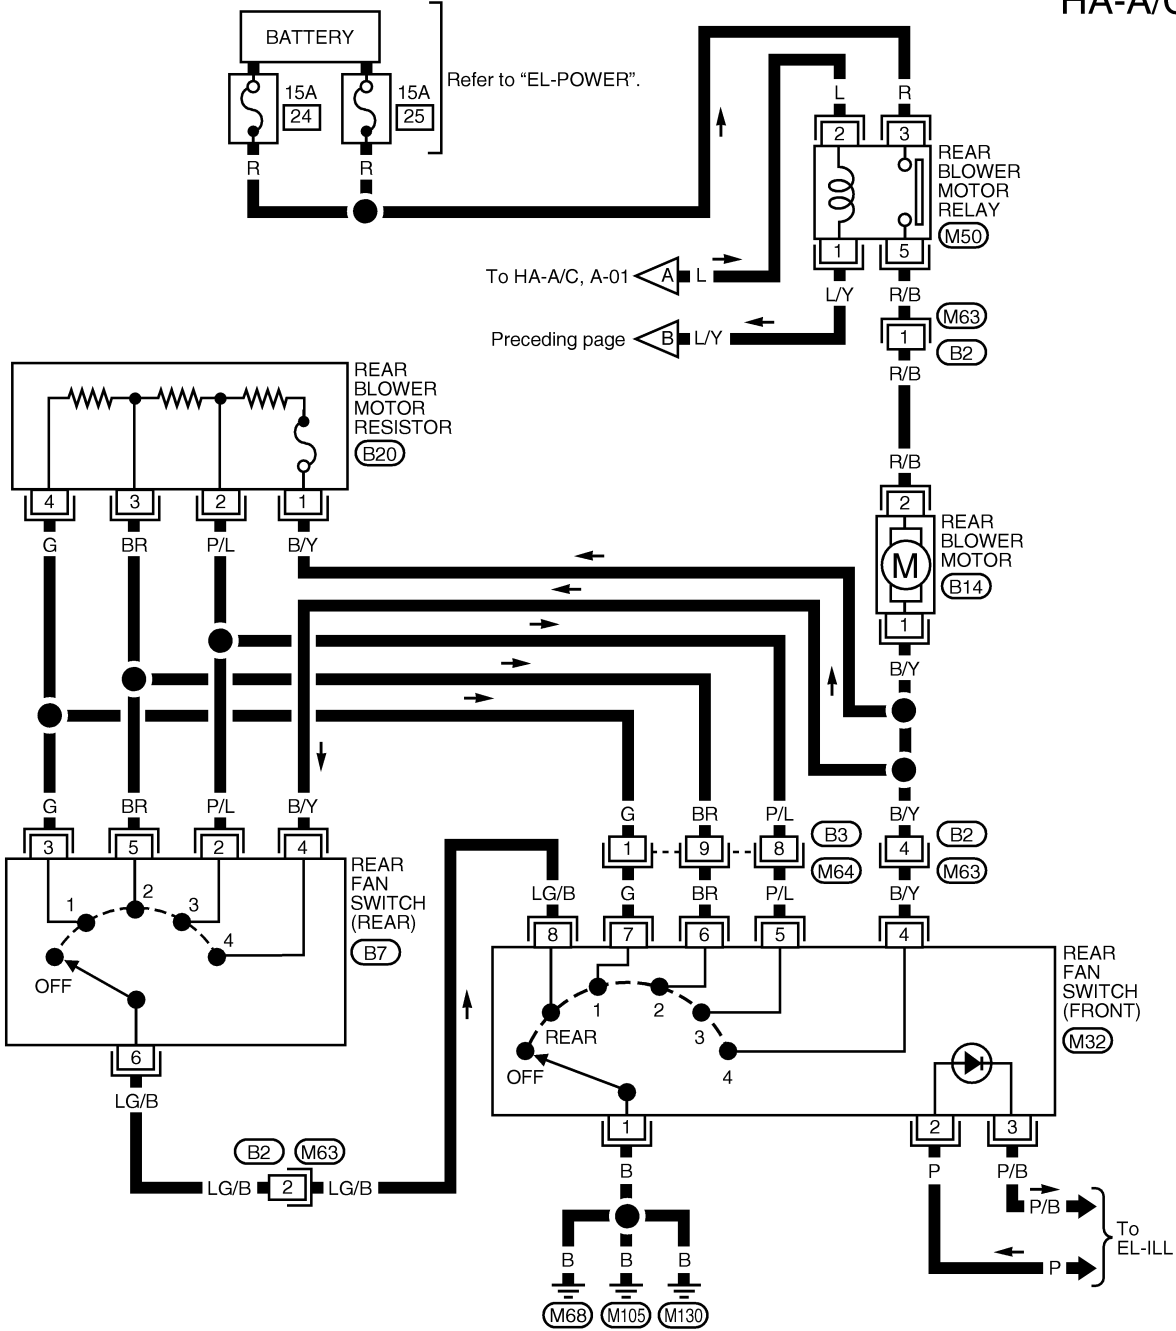 HA-A/C
BATTERY
15A
24
15A
25
Refer to “EL-POWER”.
R
R
L
R
2
3
REAR
BLOWER
MOTOR
RELAY
M50
1
5
To HA-A/C, A-01
A
L
L/Y
R/B
Preceding page
B
L/Y
M63
1
B2
R/B
REAR
BLOWER
MOTOR
RESISTOR
B20
R/B
4
3
2
1
2
G
BR
P/L
B/Y
REAR
BLOWER
MOTOR
B14
M
1
B/Y
G
BR
P/L
B/Y
G
BR
P/L
B/Y
3
5
2
4
1
9
8
B3
M64
4
B2
M63
REAR
FAN
SWITCH
(REAR)
B7
1
2
3
4
OFF
LG/B
G
BR
P/L
B/Y
8
7
6
5
4
REAR
FAN
SWITCH
(FRONT)
M32
REAR
1
2
3
4
OFF
6
LG/B
1
2
3
B2
M63
LG/B
2
LG/B
B
P
P/B
P/B
To
EL-ILL
P
B
B
B
M68
M105
M130